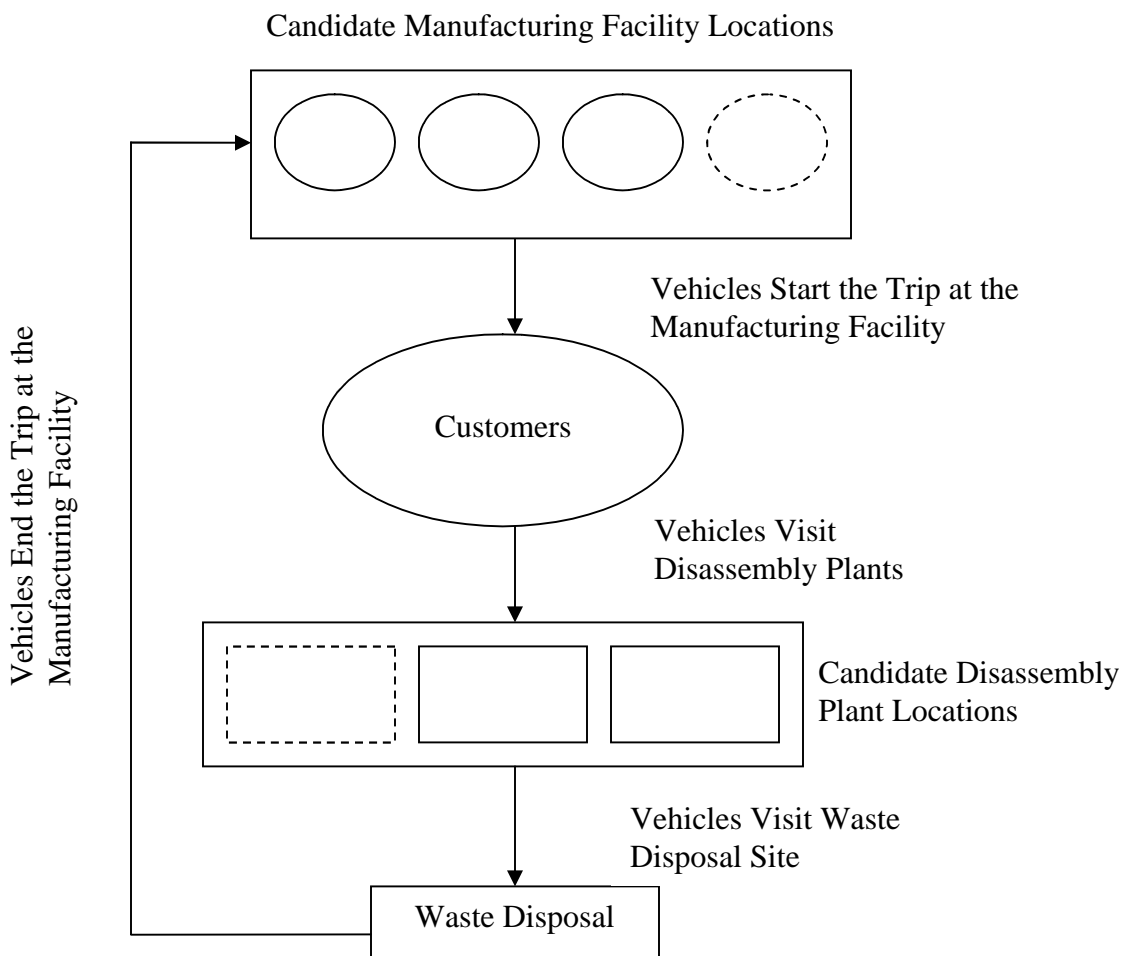 Candidate Manufacturing Facility Locations
Vehicles Start the Trip at the
Manufacturing Facility
Vehicles End the Trip at the
Manufacturing Facility
Customers
Vehicles Visit
Disassembly Plants
Candidate Disassembly
Plant Locations
Vehicles Visit Waste
Disposal Site
Waste Disposal